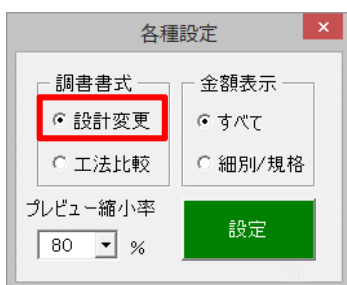 各種設定
×
調書書式
設計変更
工法比較
金額表示
すべて
細別/規格
プレビュー縮小率
80 %
設定